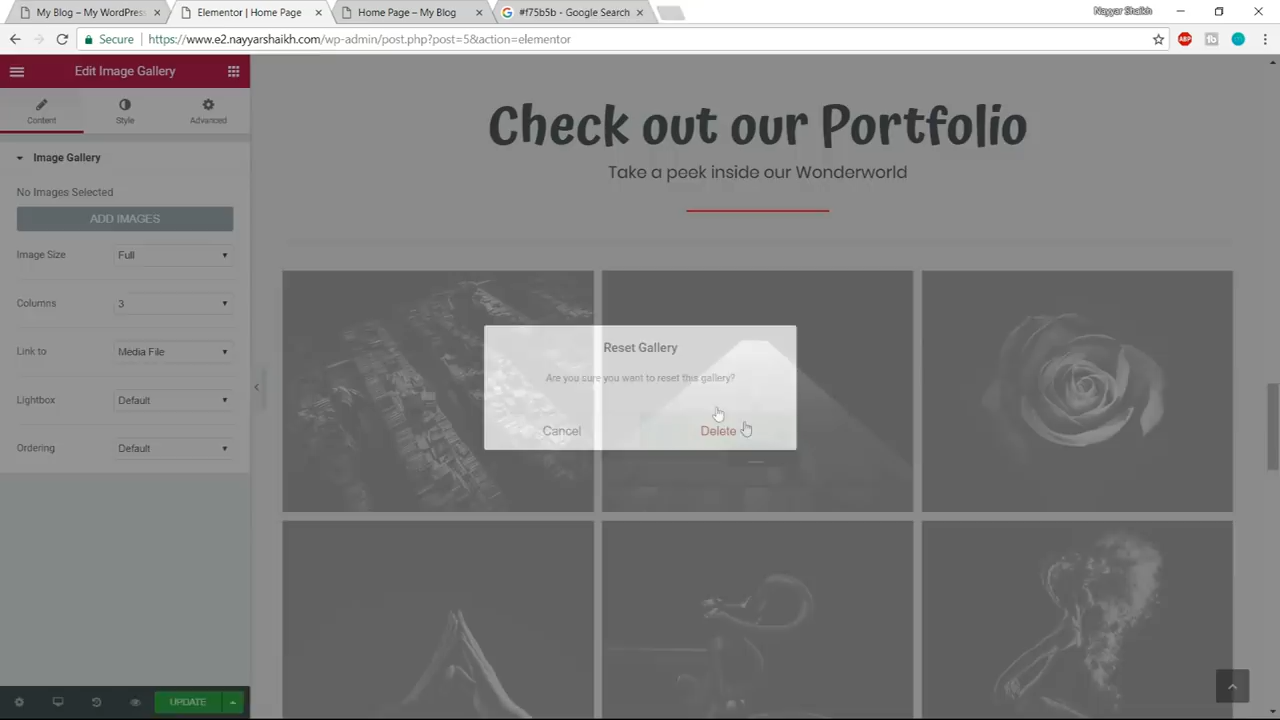 My Blog – My WordPress
Elementor | Home Page
Home Page – My Blog
#f75b5b - Google Search
Nayyar Shaikh
Secure
https://www.e2.nayyarshaikh.com/wp-admin/post.php?post=5&action=elementor
ABP
Edit Image Gallery
Content
Style
Advanced
Image Gallery
No Images Selected
ADD IMAGES
Image Size
Full
Columns
3
Link to
Media File
Lightbox
Default
Ordering
Default
UPDATE
Check out our Portfolio
Take a peek inside our Wonderworld
Reset Gallery
Are you sure you want to reset this gallery?
Cancel
Delete